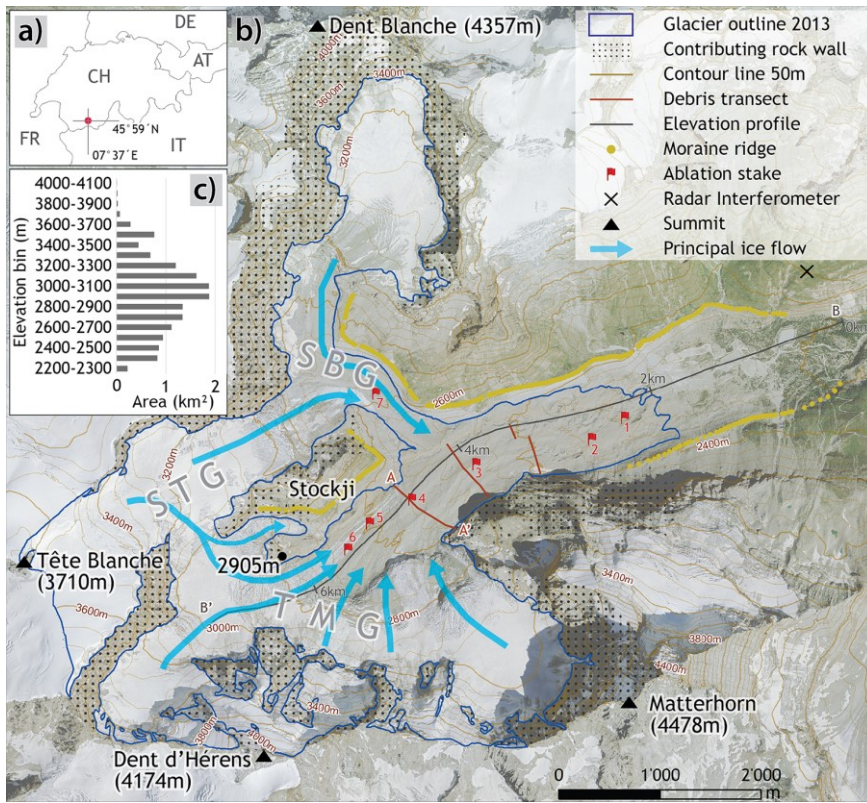 a)
DE
CH
AT
FR
IT
45°59´N
07°37´E
c)
4000-4100
3800-3900
3600-3700
3400-3500
3200-3300
3000-3100
2800-2900
2600-2700
2400-2500
2200-2300
Elevation bin (m)
0
1
2
Area (km²)
b)
Dent Blanche (4357m)
Glacier outline 2013
Contributing rock wall
Contour line 50m
Debris transect
Elevation profile
Moraine ridge
Ablation stake
Radar Interferometer
Summit
Principal ice flow
4000m
3600m
3400m
3200m
B
0km
2km
SBG
7
2600m
1
2
2400m
3200m
4km
3
STG
Stockji
A
4
A'
3400m
5
6
2905m
Tête Blanche
(3710m)
3600m
B'
6km
TMG
3000m
2800m
3400m
3800m
4400m
3400m
3800m
4000m
Matterhorn
(4478m)
Dent d'Hérens
(4174m)
0
1'000
2'000
m